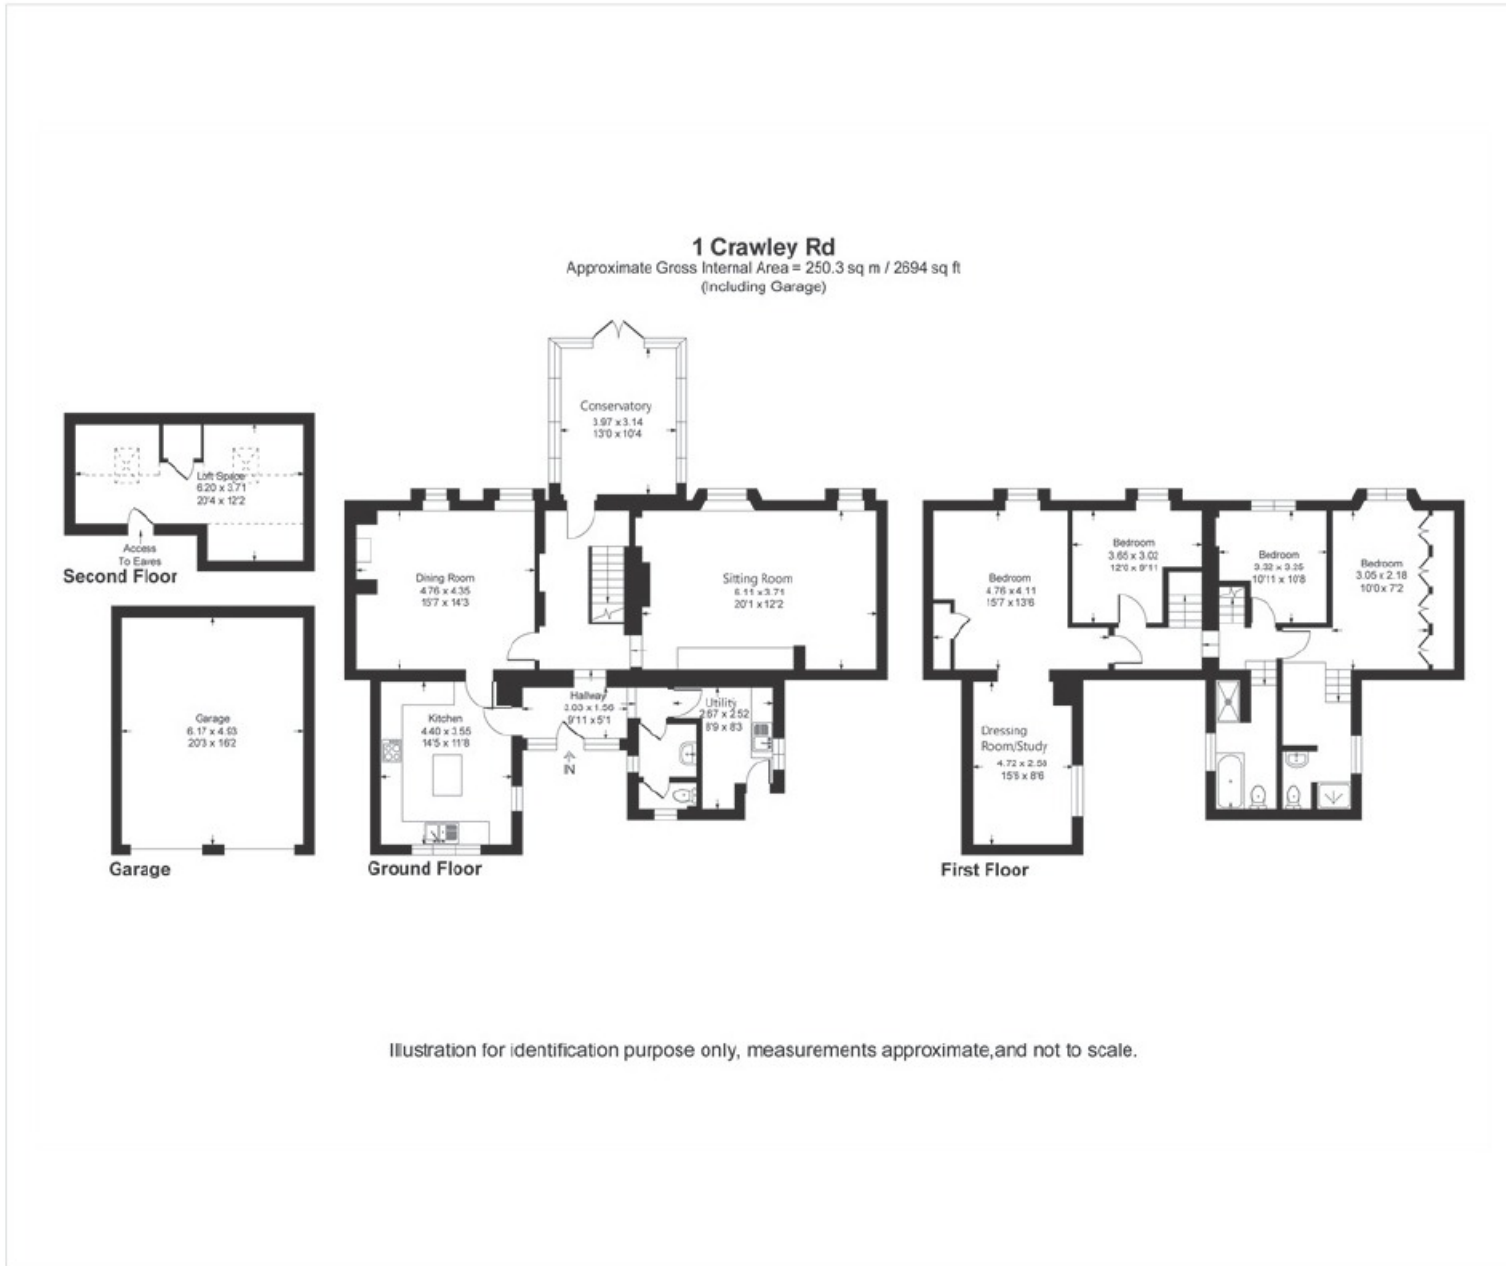 1 Crawley Rd
Approximate Gross Internal Area = 250.3 sq m / 2694 sq ft
(Including Garage)
Conservatory
3.97 x 3.14
13'0 x 10'4
Loft Space
6.20 x 3.71
20'4 x 12'2
Access
To Eaves
Second Floor
Dining Room
4.76 x 4.35
15'7 x 14'3
Sitting Room
6.11 x 3.71
20'1 x 12'2
Bedroom
4.76 x 4.11
15'7 x 13'6
Bedroom
3.65 x 3.02
12'0 x 9'11
Bedroom
3.32 x 3.25
10'11 x 10'8
Bedroom
3.05 x 2.18
10'0 x 7'2
Garage
6.17 x 4.93
20'3 x 16'2
Garage
Kitchen
4.40 x 3.55
14'5 x 11'8
Hallway
3.03 x 1.56
9'11 x 5'1
N
Utility
2.67 x 2.52
8'9 x 8'3
Ground Floor
Dressing
Room/Study
4.72 x
15'5 x 8'6
First Floor
Illustration for identification purpose only, measurements approximate,and not to scale.